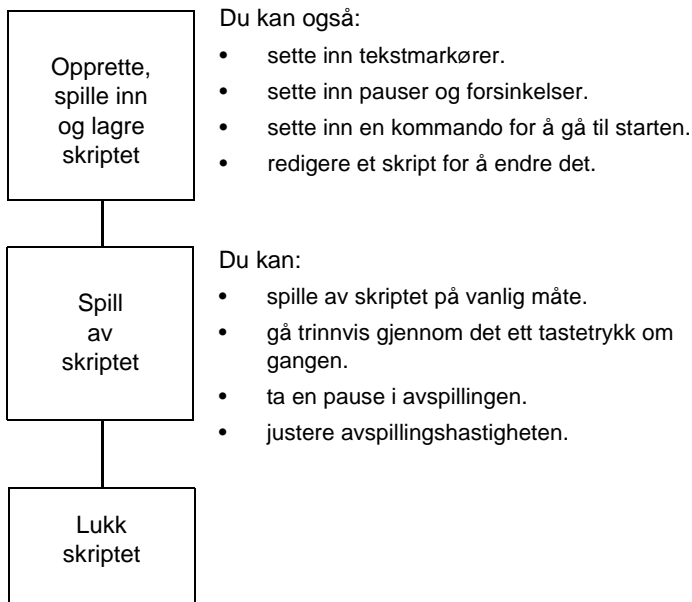 Opprette,
spille inn
og lagre
skriptet
Du kan også:
• sette inn tekstmarkører.
• sette inn pauser og forsinkelser.
• sette inn en kommando for å gå til starten.
• redigere et skript for å endre det.
Spill
av
skriptet
Du kan:
• spille av skriptet på vanlig måte.
• gå trinnvis gjennom det ett tastetrykk om
gangen.
• ta en pause i avspillingen.
• justere avspillingshastigheten.
Lukk
skriptet